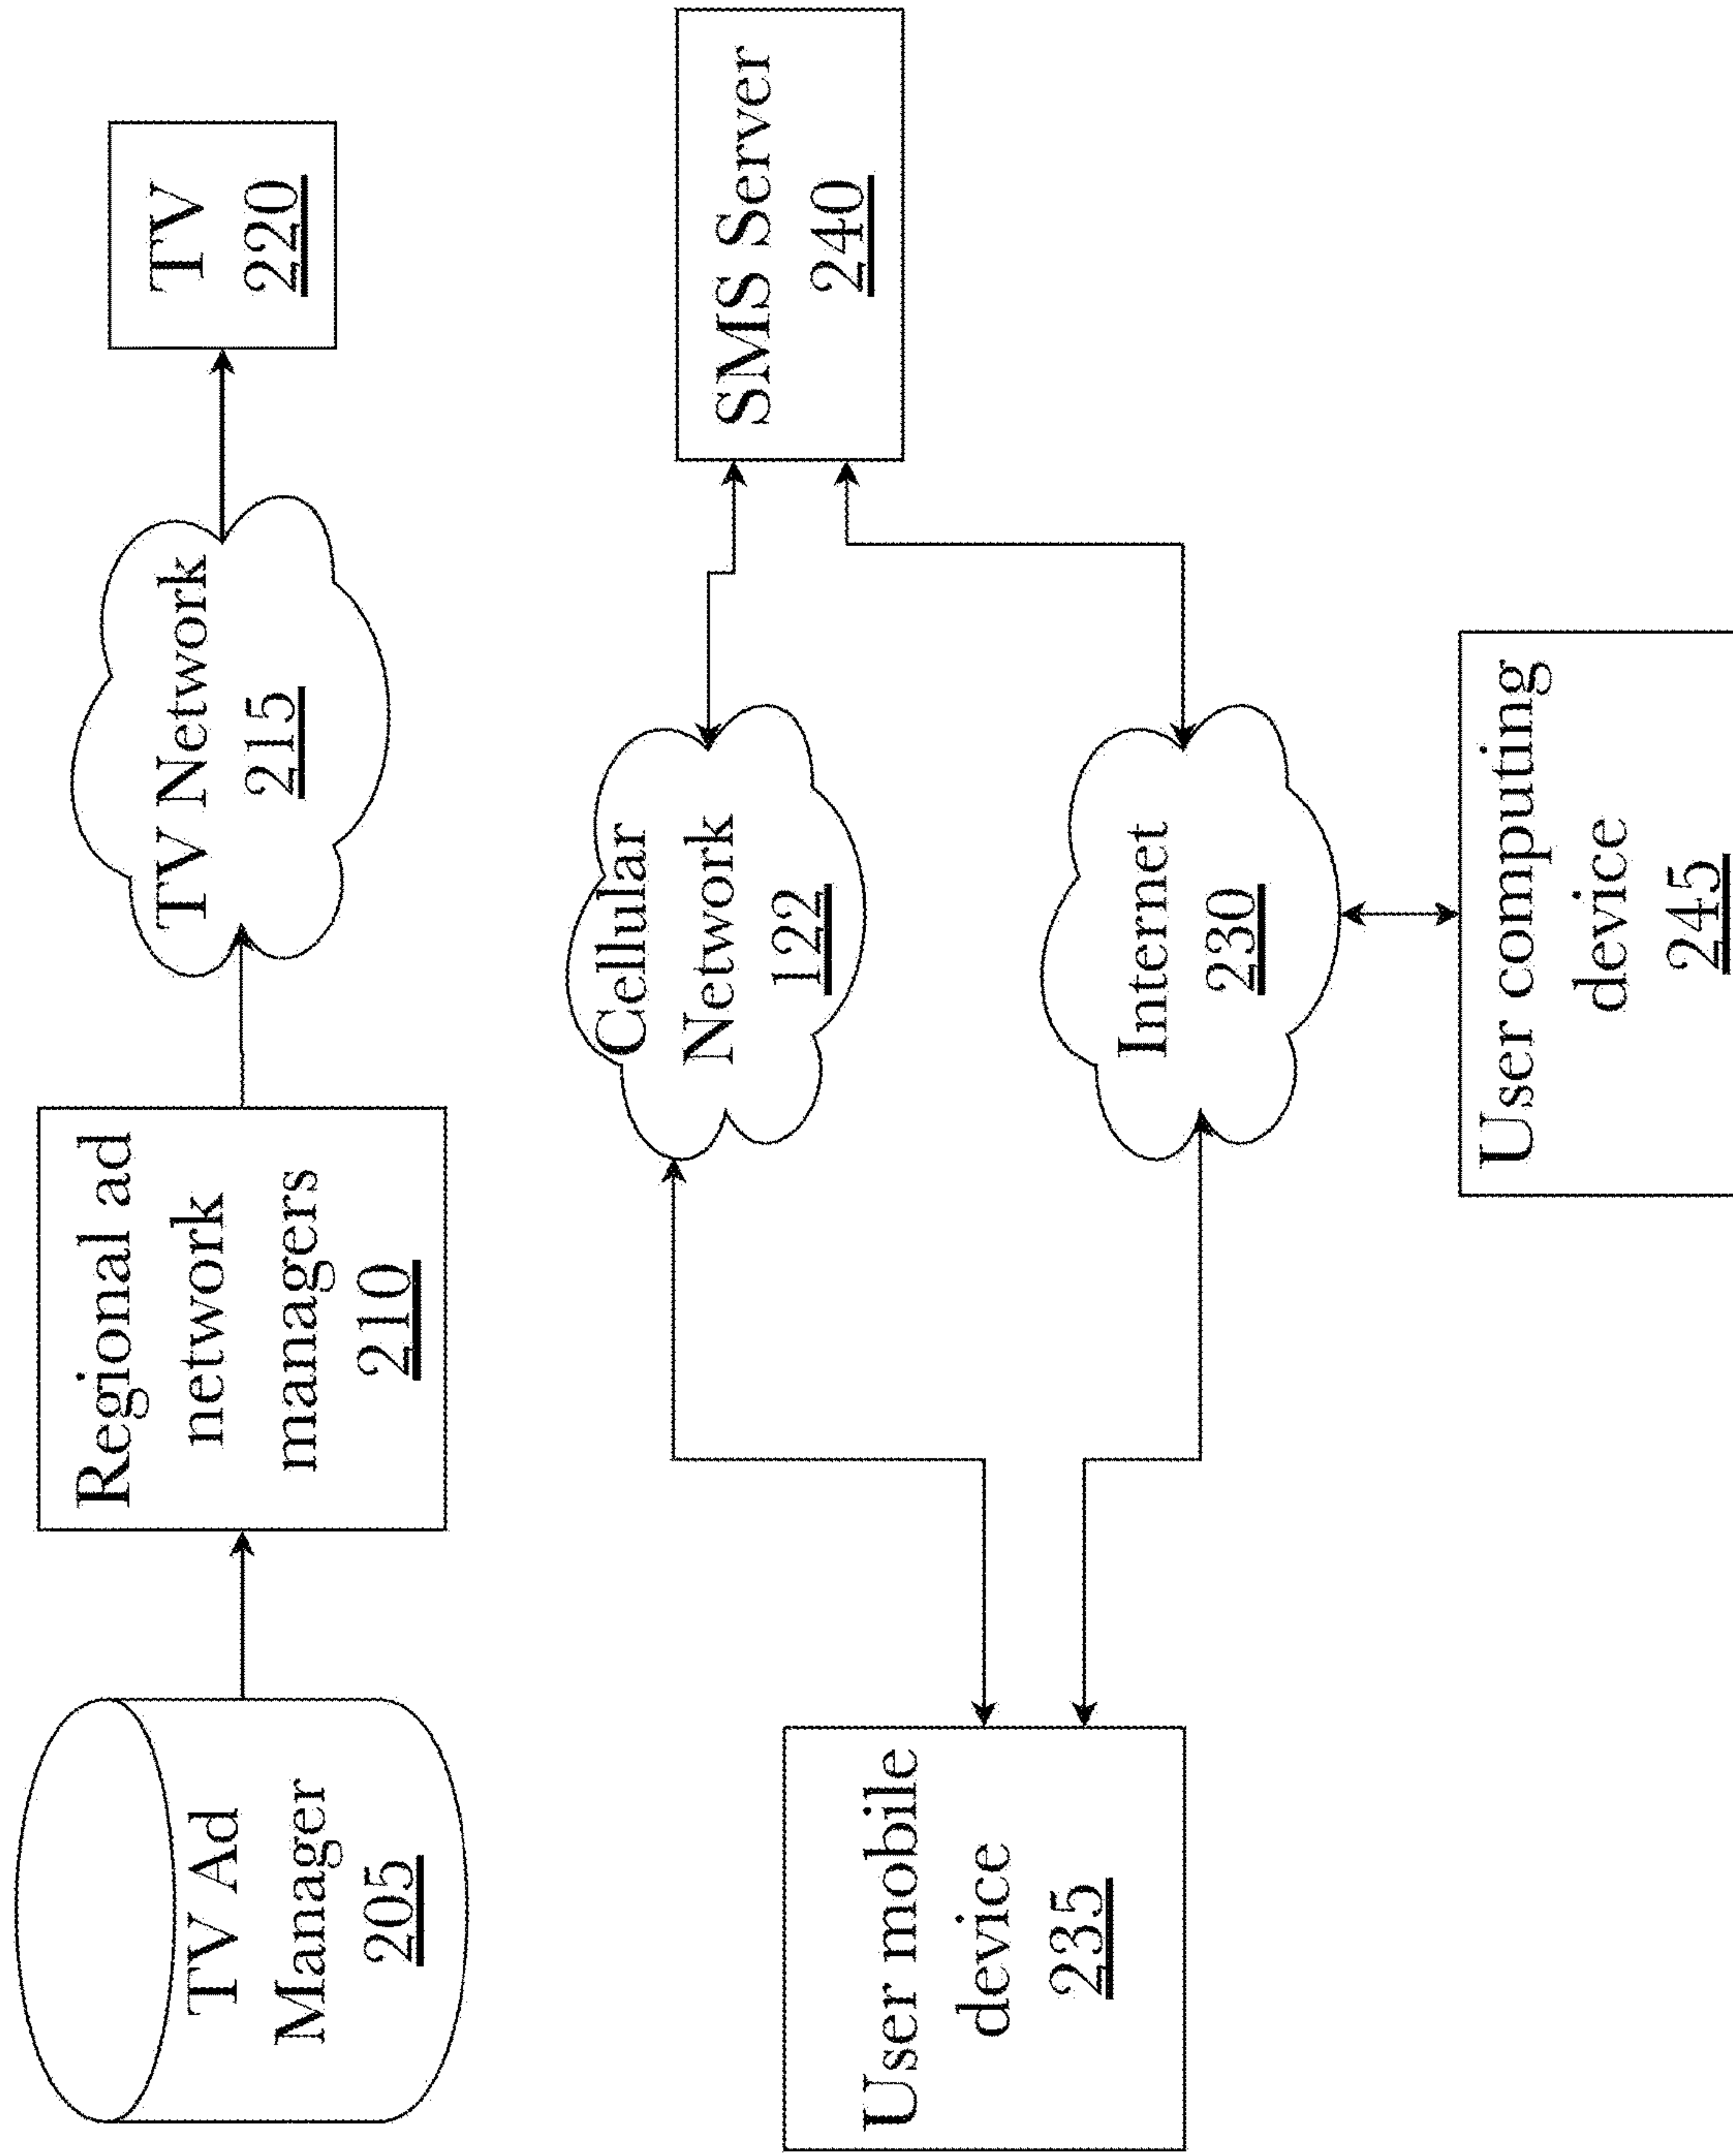 TV Ad
Manager
205
Regional ad
network
managers
210
TV Network
215
TV
220
User mobile
device
235
Cellular
Network
122
Internet
230
SMS Server
240
User computing
device
245